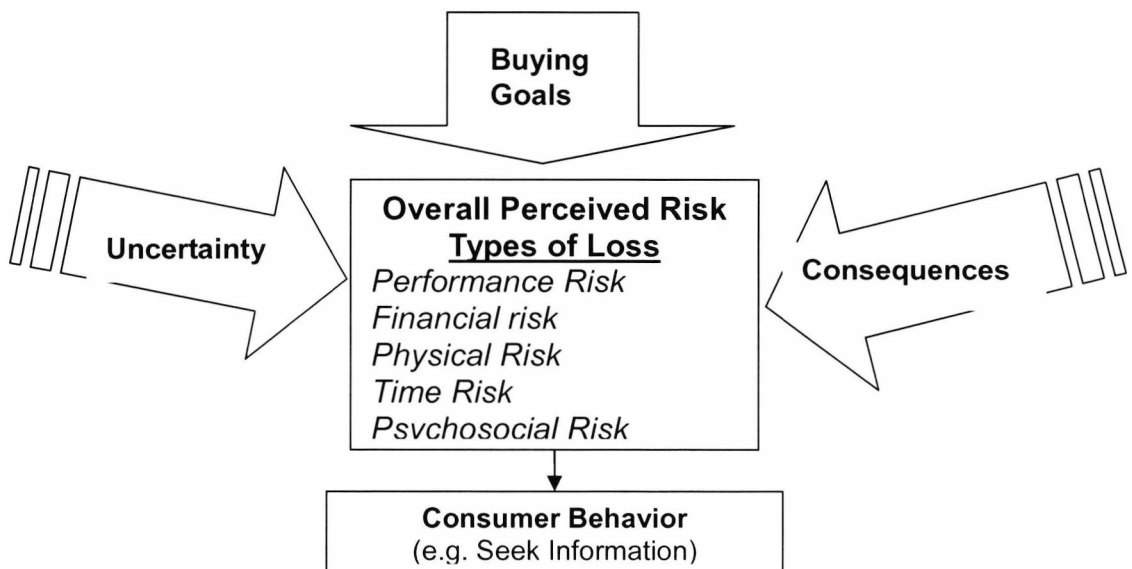 Buying
Goals
Uncertainty
Overall Perceived Risk
Types of Loss
Performance Risk
Financial risk
Physical Risk
Time Risk
Psychosocial Risk
Consequences
Consumer Behavior
(e.g. Seek Information)